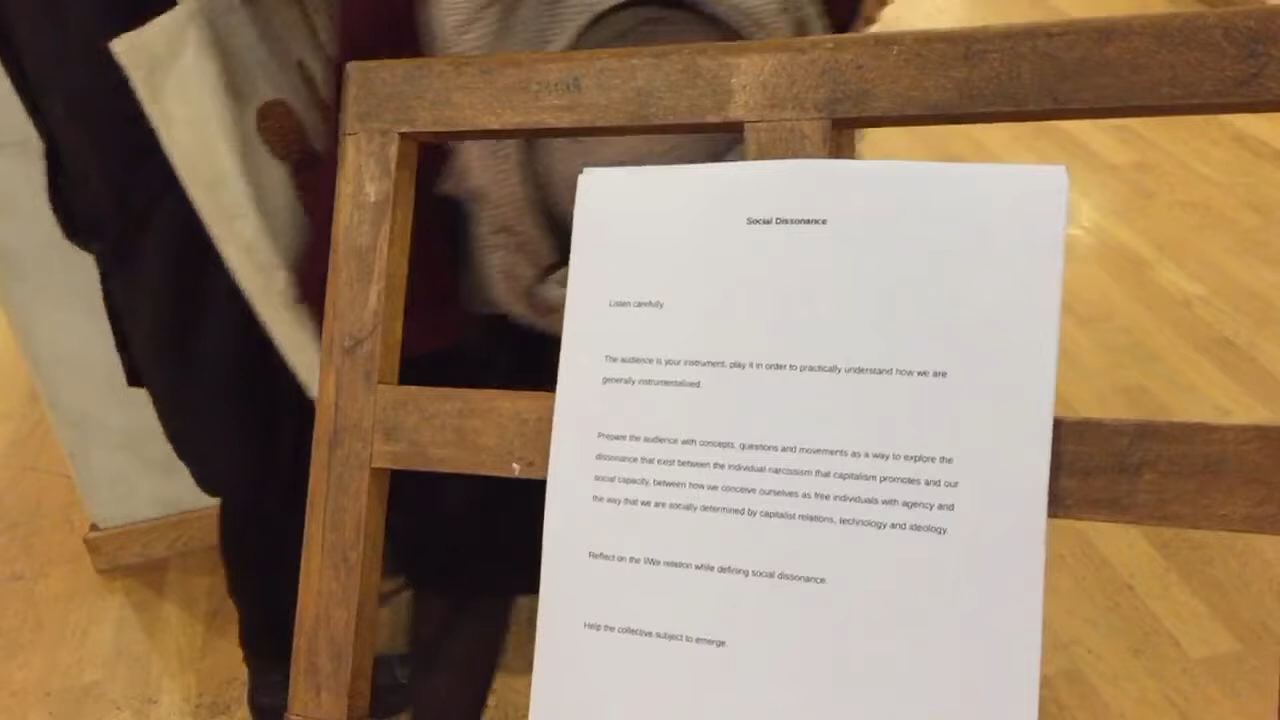 Social Dissonance
Listen carefully.
The audience is your instrument, play it in order to practically understand how we are
generally instrumentalised.
Prepare the audience with concepts, questions and movements as a way to explore the
dissonance that exist between the individual narcissism that capitalism promotes and our
social capacity, between how we conceive ourselves as free individuals with agency and
the way that we are socially determined by capitalist relations, technology and ideology.
Reflect on the I/We relation while defining social dissonance.
Help the collective subject to emerge.